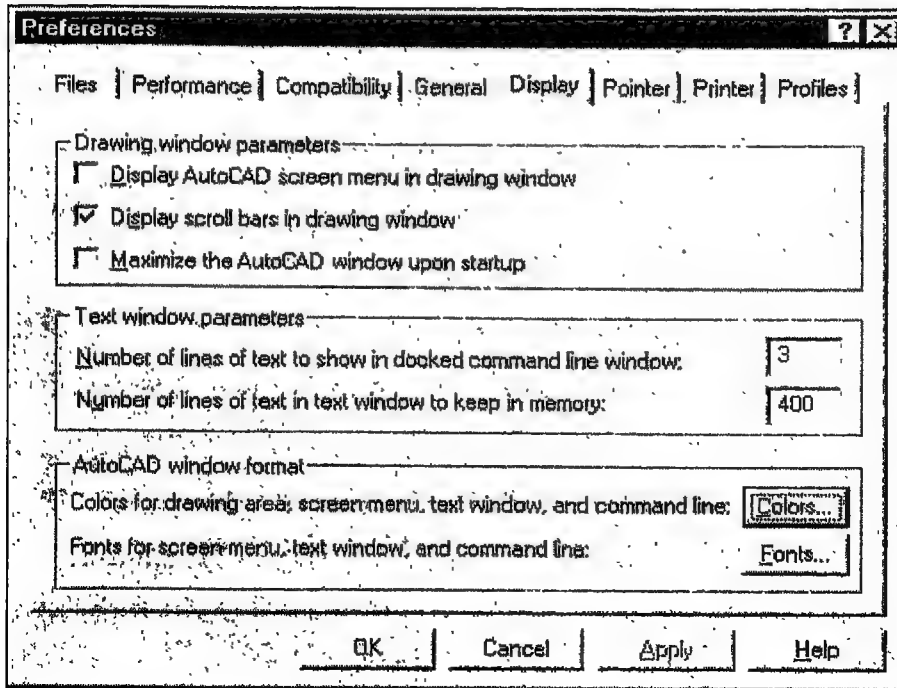 Preferences ? X
Files Performance Compatibility General Display Pointer Printer Profiles
Drawing window parameters
Display AutoCAD screen menu in drawing window
Display scroll bars in drawing window
Maximize the AutoCAD window upon startup
Text window parameters
Number of lines of text to show in docked command line window: 3
Number of lines of text in text window to keep in memory: 400
AutoCAD window format
Colors for drawing area, screen menu, text window, and command line: Colors...
Fonts for screen menu, text window, and command line: Fonts...
OK Cancel Apply Help